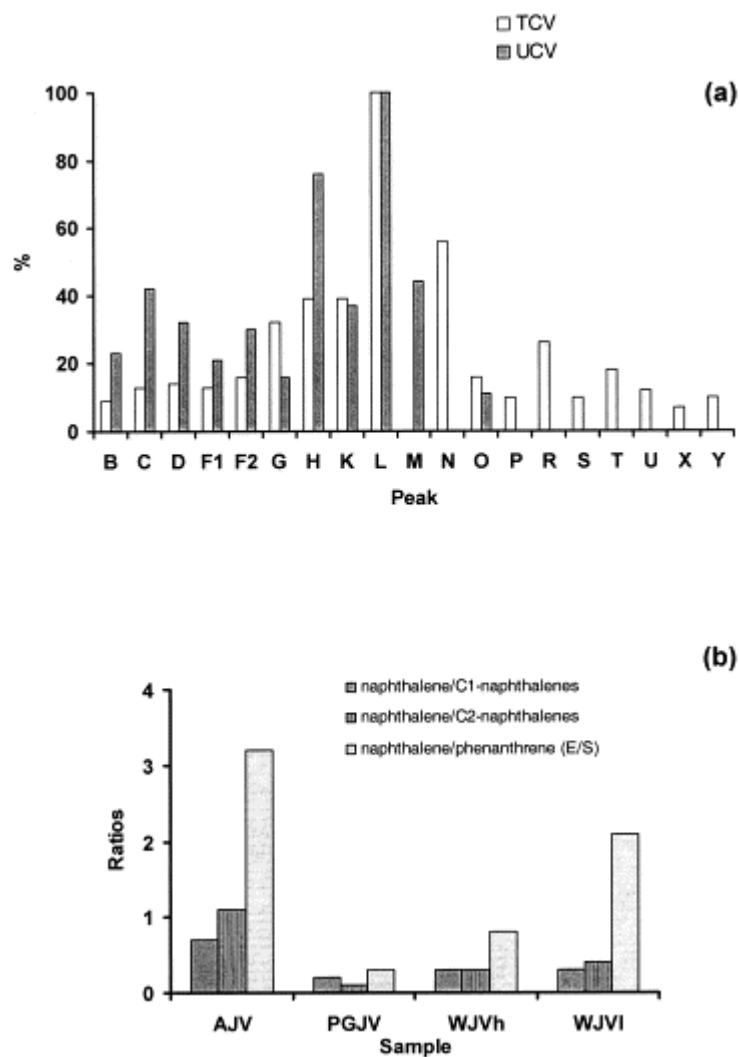 TCV
UCV
(a)
100
80
60
40
20
0
%
B C D F1 F2 G H K L M N O P R S T U X Y
Peak
(b)
naphthalene/C1-naphthalenes
naphthalene/C2-naphthalenes
naphthalene/phenanthrene (E/S)
4
3
2
1
0
Ratios
AJV PGJV WJVh WJVl
Sample